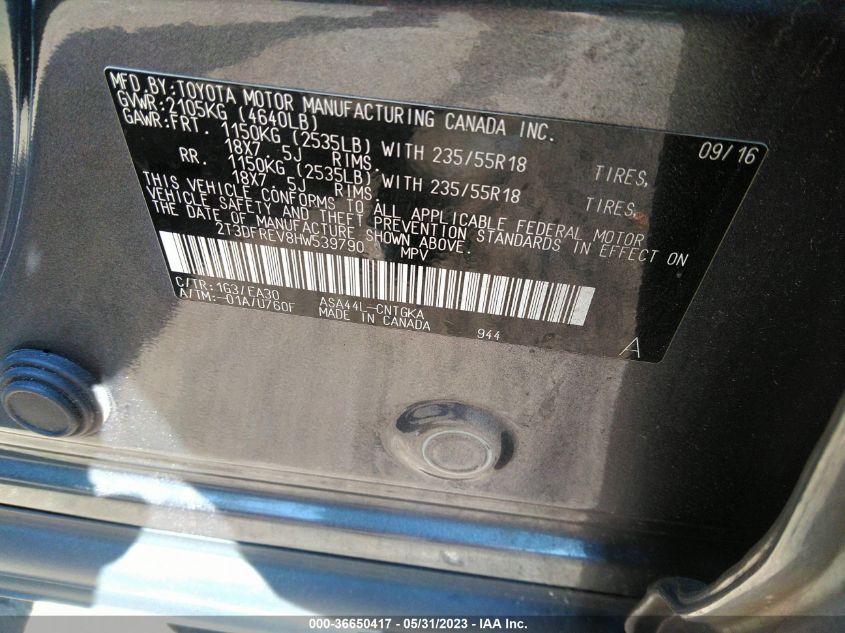 MFD.BY:TOYOTA MOTOR MANUFACTURING CANADA INC.
GVWR:2105KG (4640LB) 09/16
GAWR:FRT. 1150KG (2535LB) WITH 235/55R18 TIRES,
18X7 5J RIMS.
RR. 1150KG (2535LB) WITH 235/55R18 TIRES,
18X7 5J RIMS
THIS VEHICLE CONFORMS TO ALL APPLICABLE FEDERAL MOTOR
VEHICLE SAFETY AND THEFT PREVENTION STANDARDS IN EFFECT ON
THE DATE OF MANUFACTURE SHOWN ABOVE.
2T3DFREV8HW539790 MPV
C/TR:1G3/EA30 ASA44L-CNTGKA
A/TM:-01A/U760F MADE IN CANADA 944 A
000-36650417 - 05/31/2023 - © IAA Inc.